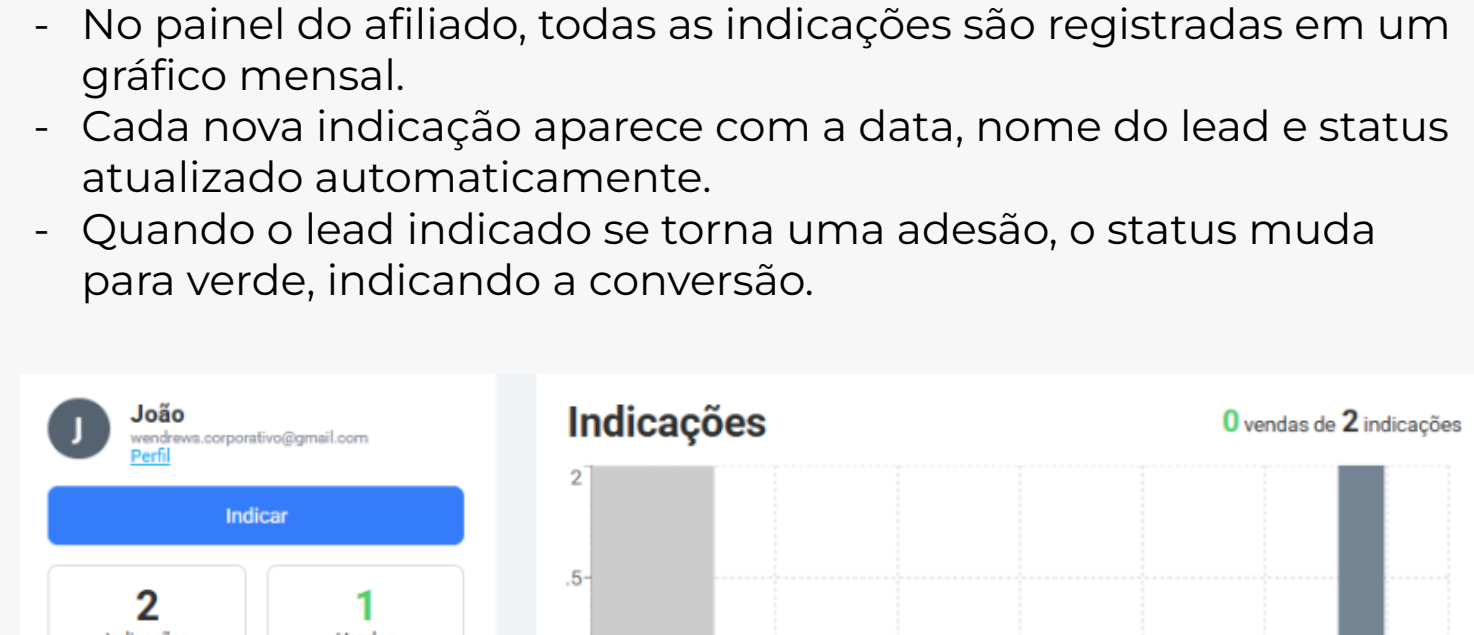 - No painel do afiliado, todas as indicações são registradas em um
gráfico mensal.
- Cada nova indicação aparece com a data, nome do lead e status
atualizado automaticamente.
- Quando o lead indicado se torna uma adesão, o status muda
para verde, indicando a conversão.
J
João
wendrews.corporativo@gmail.com
Perfil
Indicar
2
1
Indicações
0 vendas de 2 indicações
2
.5